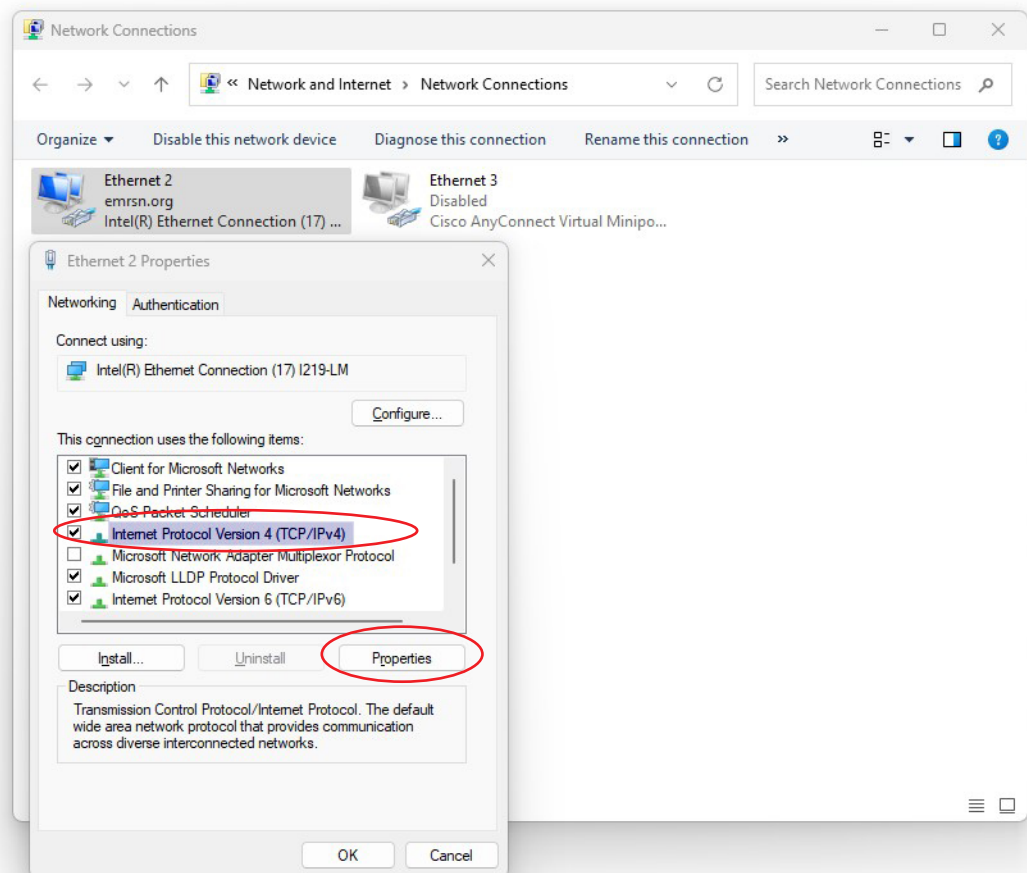 Network Connections
« Network and Internet › Network Connections
Search Network Connections
Organize Disable this network device Diagnose this connection Rename this connection »
Ethernet 2
emrsn.org
Intel(R) Ethernet Connection (17) ...
Ethernet 3
Disabled
Cisco AnyConnect Virtual Minipo...
Ethernet 2 Properties
Networking Authentication
Connect using:
Intel(R) Ethernet Connection (17) I219-LM
Configure...
This connection uses the following items:
Client for Microsoft Networks
File and Printer Sharing for Microsoft Networks
QoS Packet Scheduler
Internet Protocol Version 4 (TCP/IPv4)
Microsoft Network Adapter Multiplexor Protocol
Microsoft LLDP Protocol Driver
Internet Protocol Version 6 (TCP/IPv6)
Install... Uninstall Properties
Description
Transmission Control Protocol/Internet Protocol. The default
wide area network protocol that provides communication
across diverse interconnected networks.
OK Cancel